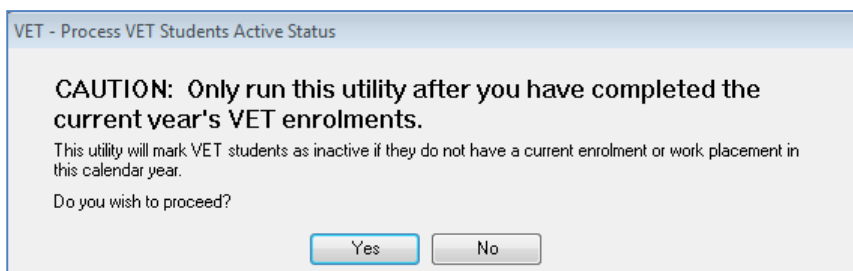 VET - Process VET Students Active Status
CAUTION: Only run this utility after you have completed the
current year's VET enrolments.
This utility will mark VET students as inactive if they do not have a current enrolment or work placement in
this calendar year.
Do you wish to proceed?
Yes No